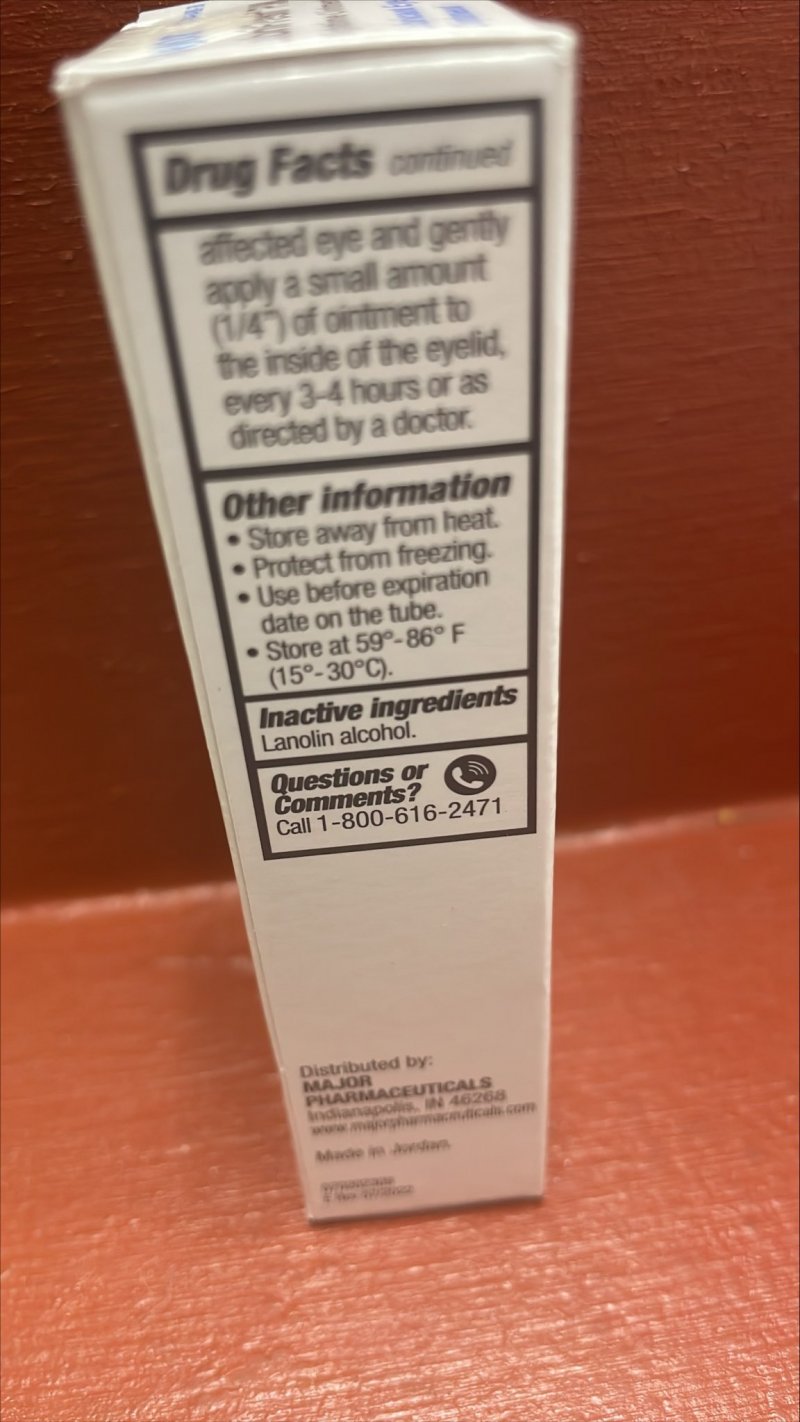 Drug Facts continued
affected eye and gently
apply a small amount
(1/4") of ointment to
the inside of the eyelid,
every 3-4 hours or as
directed by a doctor.
Other information
• Store away from heat.
• Protect from freezing.
• Use before expiration
date on the tube.
• Store at 59°-86° F
(15°-30°C).
Inactive ingredients
Lanolin alcohol.
Questions or
Comments?
Call 1-800-616-2471
Distributed by:
MAJOR
PHARMACEUTICALS
Indianapolis, IN 46268
www.majorpharmaceuticals.com
Made in Jordan